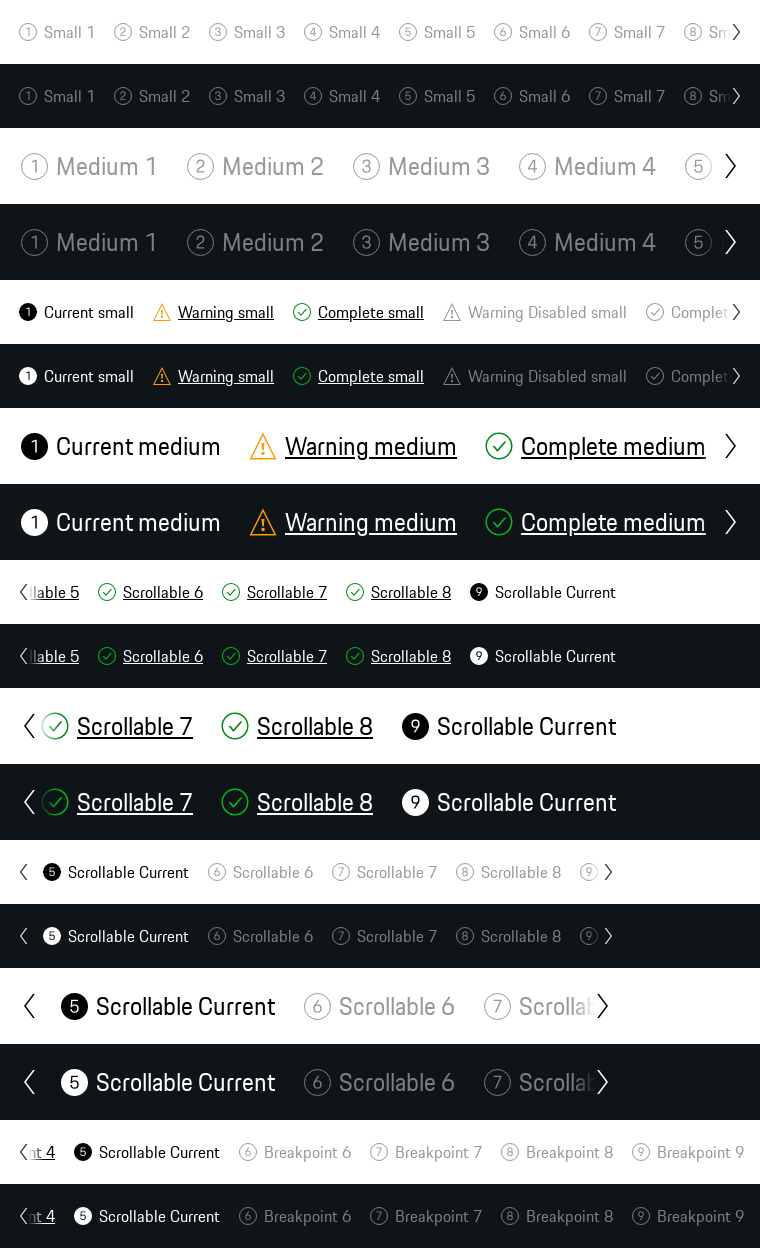 1 Small 1 2 Small 2 3 Small 3 4 Small 4 5 Small 5 6 Small 6 7 Small 7 8 Sm
1 Small 1 2 Small 2 3 Small 3 4 Small 4 5 Small 5 6 Small 6 7 Small 7 8 Sm
1 Medium 1 2 Medium 2 3 Medium 3 4 Medium 4 5
1 Medium 1 2 Medium 2 3 Medium 3 4 Medium 4 5
1 Current small Warning small Complete small Warning Disabled small Complet
1 Current small Warning small Complete small Warning Disabled small Complet
1 Current medium Warning medium Complete medium
1 Current medium Warning medium Complete medium
llable 5 Scrollable 6 Scrollable 7 Scrollable 8 9 Scrollable Current
llable 5 Scrollable 6 Scrollable 7 Scrollable 8 9 Scrollable Current
Scrollable 7 Scrollable 8 9 Scrollable Current
Scrollable 7 Scrollable 8 9 Scrollable Current
5 Scrollable Current 6 Scrollable 6 7 Scrollable 7 8 Scrollable 8 9
5 Scrollable Current 6 Scrollable 6 7 Scrollable 7 8 Scrollable 8 9
5 Scrollable Current 6 Scrollable 6 7 Scrollab
5 Scrollable Current 6 Scrollable 6 7 Scrollab
nt 4 5 Scrollable Current 6 Breakpoint 6 7 Breakpoint 7 8 Breakpoint 8 9 Breakpoint 9
nt 4 5 Scrollable Current 6 Breakpoint 6 7 Breakpoint 7 8 Breakpoint 8 9 Breakpoint 9